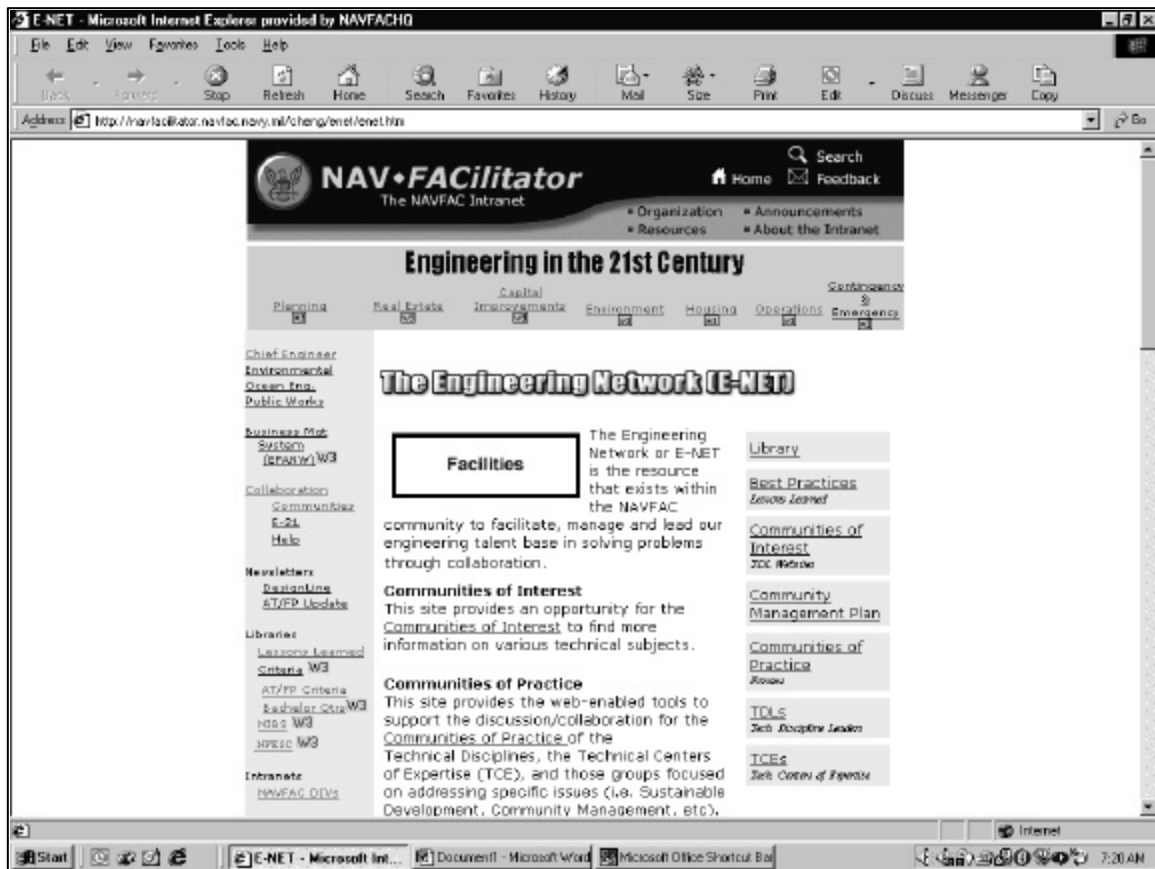 E-NET - Microsoft Internet Explorer provided by NAVFACHQ
File Edit View Favorites Tools Help
Back Forward Stop Refresh Home Search Favorites History Mail Size Print Edit Discuss Messenger Copy
Address http://navfacilitator.navfac.navy.mil/cheng/enet/enet.htm Go
NAV•FACilitator
The NAVFAC Intranet
Search
Home Feedback
Organization Announcements
Resources About the Intranet
Engineering in the 21st Century
Planning
Real Estate
Capital
Improvements
Environment
Housing
Operations
Contingency
&
Emergency
Chief Engineer
Environmental
Ocean Eng.
Public Works
Business Mgt
System
W3
Collaboration
Communities
E-21
Help
Newsletters
DesignLine
AT/FP Update
Libraries
Lessons Learned
Criteria W3
AT/FP Criteria
Bachelor Qtrs W3
W3
W3
Intranets
NAVFAC DIVs
The Engineering Network (E-NET)
Facilities
The Engineering
Network or E-NET
is the resource
that exists within
the NAVFAC
community to facilitate, manage and lead our
engineering talent base in solving problems
through collaboration.
Communities of Interest
This site provides an opportunity for the
Communities of Interest to find more
information on various technical subjects.
Communities of Practice
This site provides the web-enabled tools to
support the discussion/collaboration for the
Communities of Practice of the
Technical Disciplines, the Technical Centers
of Expertise (TCE), and those groups focused
on addressing specific issues (i.e. Sustainable
Development, Community Management, etc).
Library
Best Practices
Lessons Learned
Communities of
Interest
Websites
Community
Management Plan
Communities of
Practice
TDLs
Tech Discipline Leaders
TCEs
Tech Centers of Expertise
Internet
Start
E-NET - Microsoft Int...
Document1 - Microsoft Word
Microsoft Office Shortcut Bar
7:20 AM